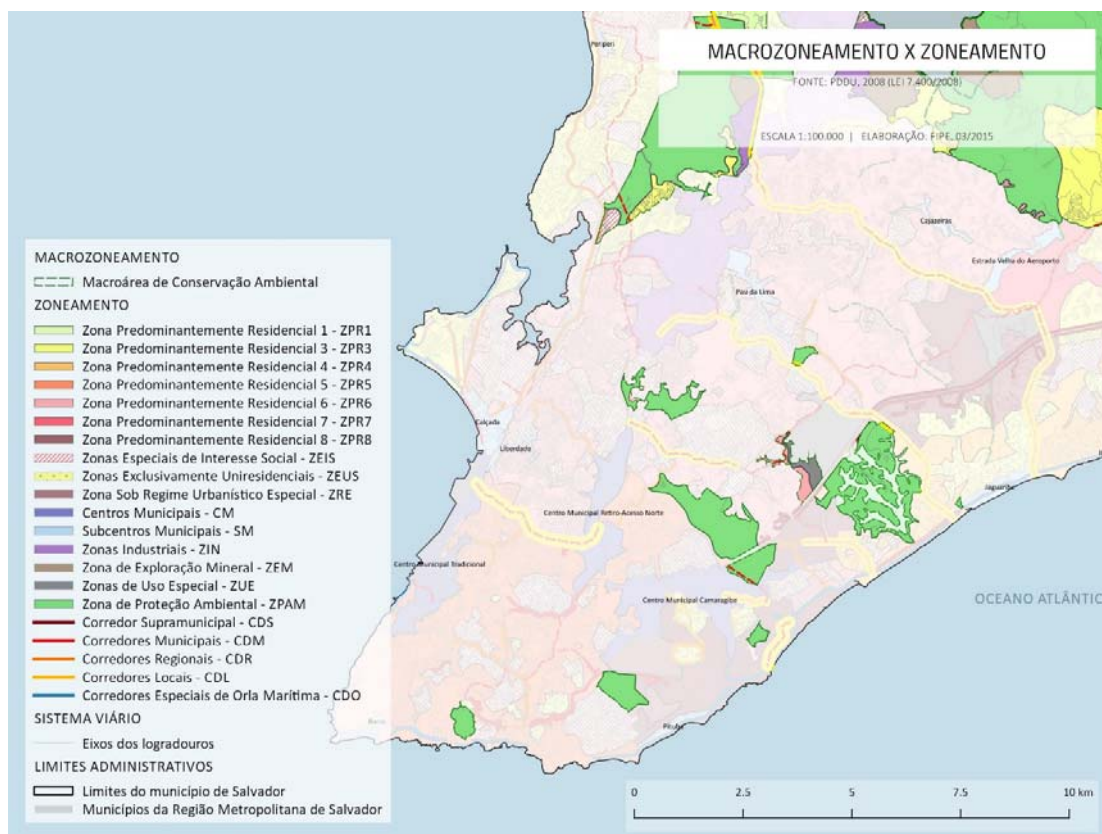 MACROZONEAMENTO X ZONEAMENTO
FONTE: PDDU, 2008 (LEI 7.400/2008)
ESCALA 1:100.000 | ELABORAÇÃO: FIPE, 03/2015
Periperi
Cajazeiras
Estrada Velha do Aeroporto
Pau da Lima
Calçada
Liberdade
Jaguaribe
Centro Municipal Retiro-Acesso Norte
Centro Municipal Tradicional
Centro Municipal Camaragibe
OCEANO ATLÂNTIC
Pituba
Barra
MACROZONEAMENTO
Macroárea de Conservação Ambiental
ZONEAMENTO
Zona Predominantemente Residencial 1 - ZPR1
Zona Predominantemente Residencial 3 - ZPR3
Zona Predominantemente Residencial 4 - ZPR4
Zona Predominantemente Residencial 5 - ZPR5
Zona Predominantemente Residencial 6 - ZPR6
Zona Predominantemente Residencial 7 - ZPR7
Zona Predominantemente Residencial 8 - ZPR8
Zonas Especiais de Interesse Social - ZEIS
Zonas Exclusivamente Uniresidenciais - ZEUS
Zona Sob Regime Urbanístico Especial - ZRE
Centros Municipais - CM
Subcentros Municipais - SM
Zonas Industriais - ZIN
Zona de Exploração Mineral - ZEM
Zonas de Uso Especial - ZUE
Zona de Proteção Ambiental - ZPAM
Corredor Supramunicipal - CDS
Corredores Municipais - CDM
Corredores Regionais - CDR
Corredores Locais - CDL
Corredores Especiais de Orla Marítima - CDO
SISTEMA VIÁRIO
Eixos dos logradouros
LIMITES ADMINISTRATIVOS
Limites do município de Salvador
Municípios da Região Metropolitana de Salvador
0 2.5 5 7.5 10 km